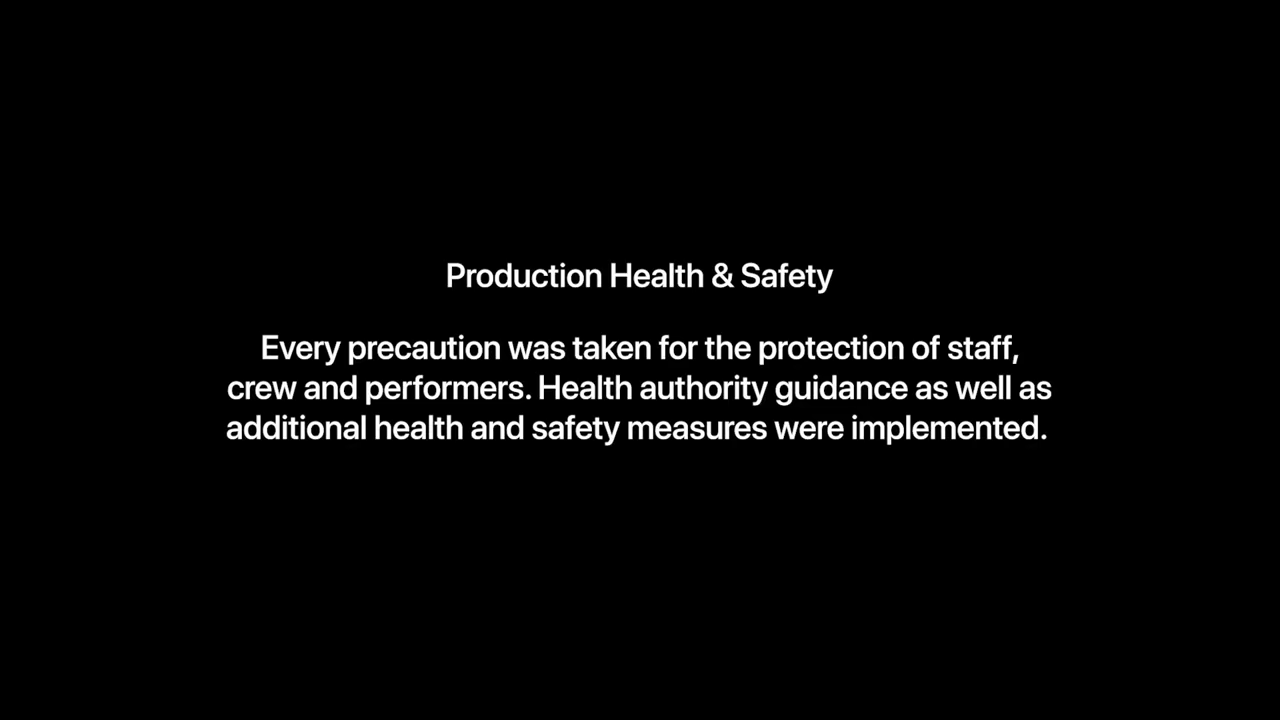 Production Health & Safety
Every precaution was taken for the protection of staff,
crew and performers. Health authority guidance as well as
additional health and safety measures were implemented.